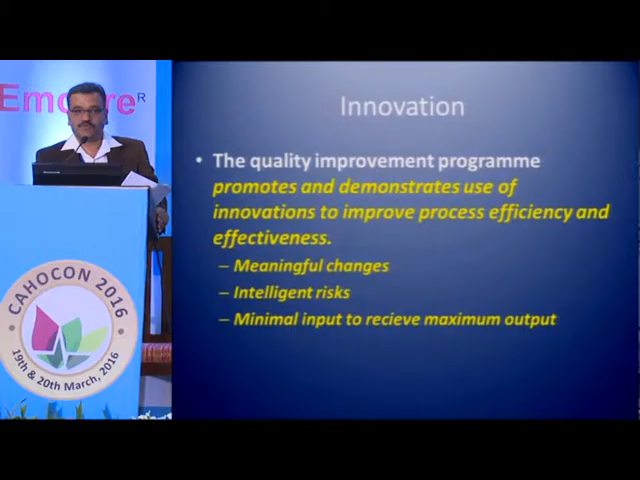 Innovation
• The quality improvement programme
promotes and demonstrates use of
innovations to improve process efficiency and
effectiveness.
– Meaningful changes
– Intelligent risks
– Minimal input to recieve maximum output
CAHOCON 2016
19th & 20th March, 2016